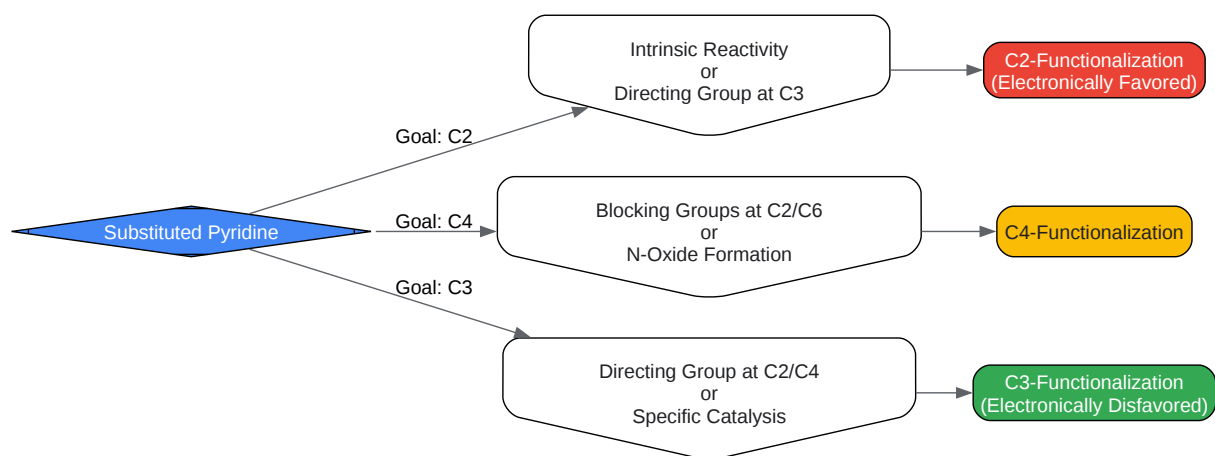 Substituted Pyridine
Goal: C2
Intrinsic Reactivity
or
Directing Group at C3
C2-Functionalization
(Electronically Favored)
Goal: C4
Blocking Groups at C2/C6
or
N-Oxide Formation
C4-Functionalization
Goal: C3
Directing Group at C2/C4
or
Specific Catalysis
C3-Functionalization
(Electronically Disfavored)